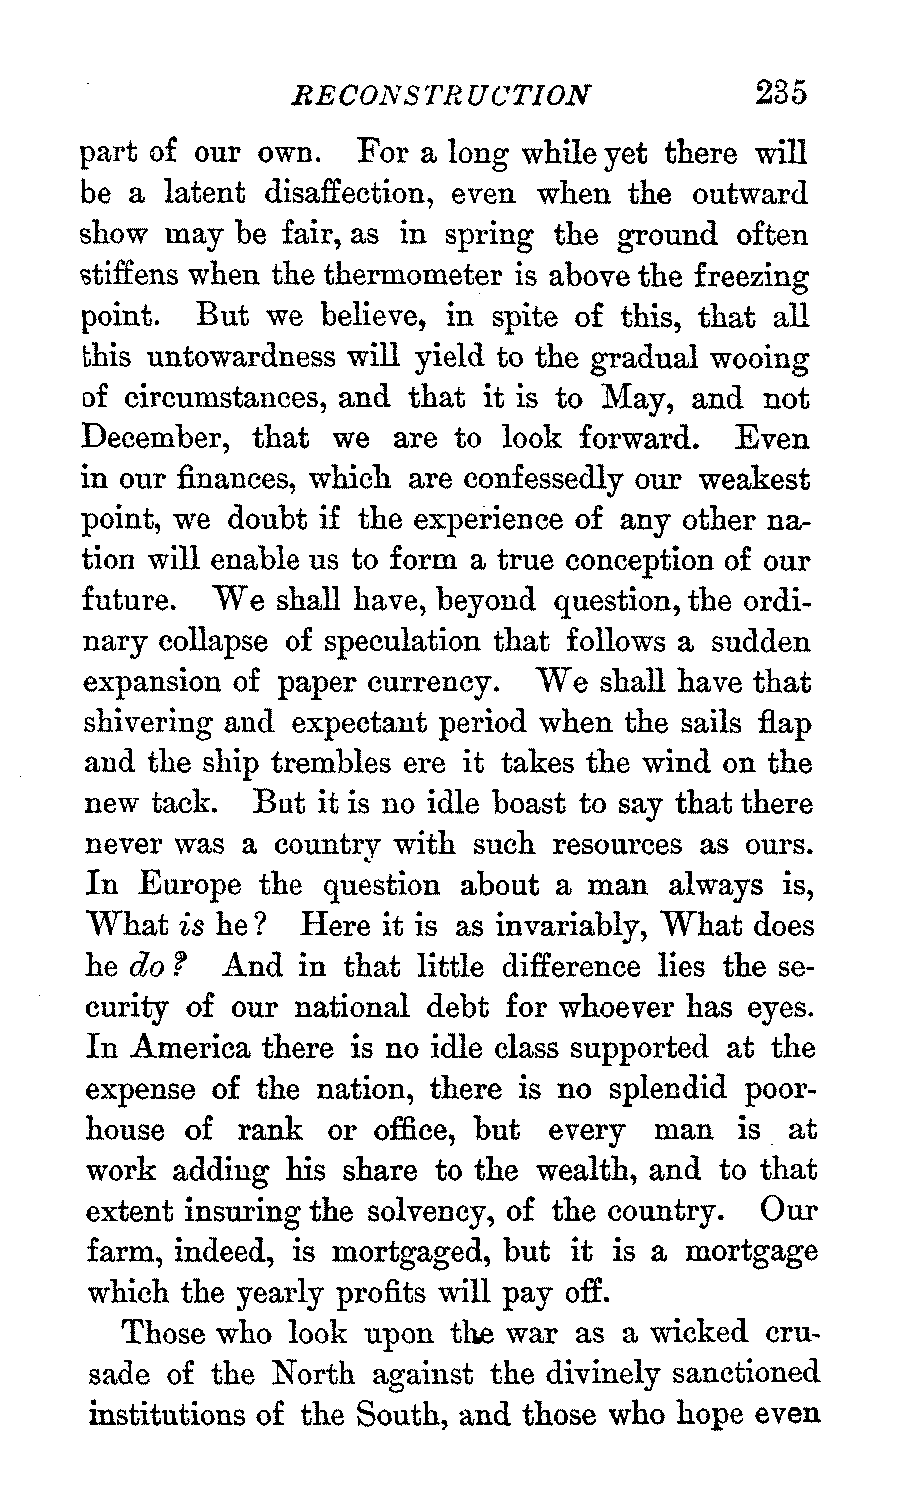 RECONSTRUCTION 235
part of our own. For a long while yet there will
be a latent disaffection, even when the outward
show may be fair, as in spring the ground often
stiffens when the thermometer is above the freezing
point. But we believe, in spite of this, that all
this untowardness will yield to the gradual wooing
of circumstances, and that it is to May, and not
December, that we are to look forward. Even
in our finances, which are confessedly our weakest
point, we doubt if the experience of any other na-
tion will enable us to form a true conception of our
future. We shall have, beyond question, the ordi-
nary collapse of speculation that follows a sudden
expansion of paper currency. We shall have that
shivering and expectant period when the sails flap
and the ship trembles ere it takes the wind on the
new tack. But it is no idle boast to say that there
never was a country with such resources as ours.
In Europe the question about a man always is,
What is he? Here it is as invariably, What does
he do? And in that little difference lies the se-
curity of our national debt for whoever has eyes.
In America there is no idle class supported at the
expense of the nation, there is no splendid poor-
house of rank or office, but every man is at
work adding his share to the wealth, and to that
extent insuring the solvency, of the country. Our
farm, indeed, is mortgaged, but it is a mortgage
which the yearly profits will pay off.
Those who look upon the war as a wicked cru-
sade of the North against the divinely sanctioned
institutions of the South, and those who hope even